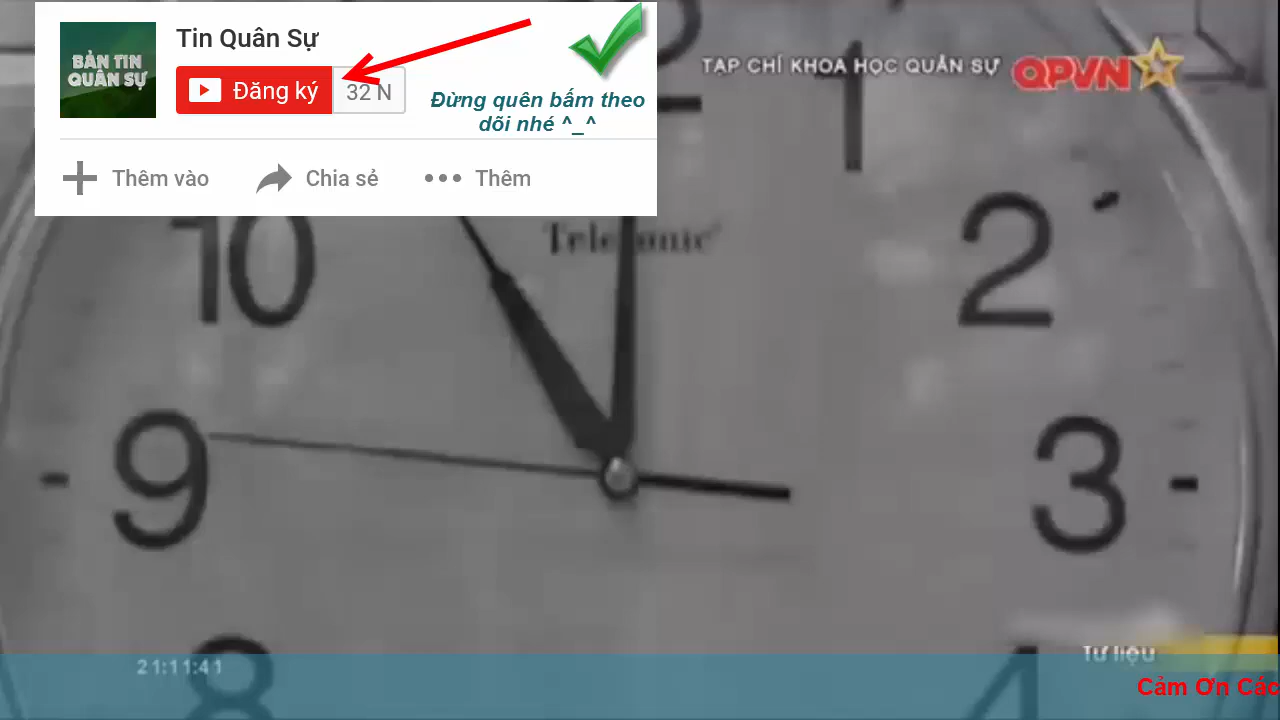 Tin Quân Sự
BẢN TIN
QUÂN SỰ
Đăng ký
32 N
Đừng quên bấm theo
dõi nhé ^_^
Thêm vào
Chia sẻ
Thêm
TẠP CHÍ KHOA HỌC QUÂN SỰ
QPVN
1
10
2
9
3
8
4
21:11:41
Tư liệu
Cảm Ơn Các